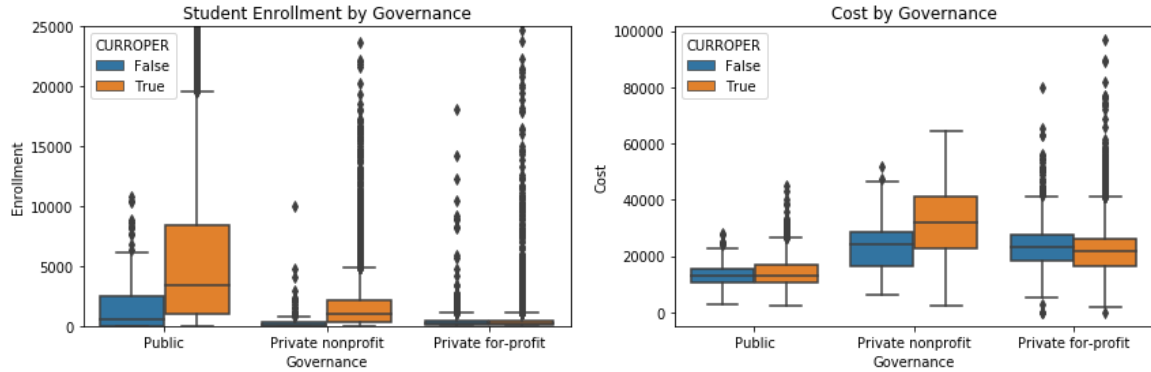 Student Enrollment by Governance
25000
20000
15000
10000
5000
0
Enrollment
CURROPER
False
True
Public
Private nonprofit
Private for-profit
Governance
Cost by Governance
100000
80000
60000
40000
20000
0
Cost
CURROPER
False
True
Public
Private nonprofit
Private for-profit
Governance